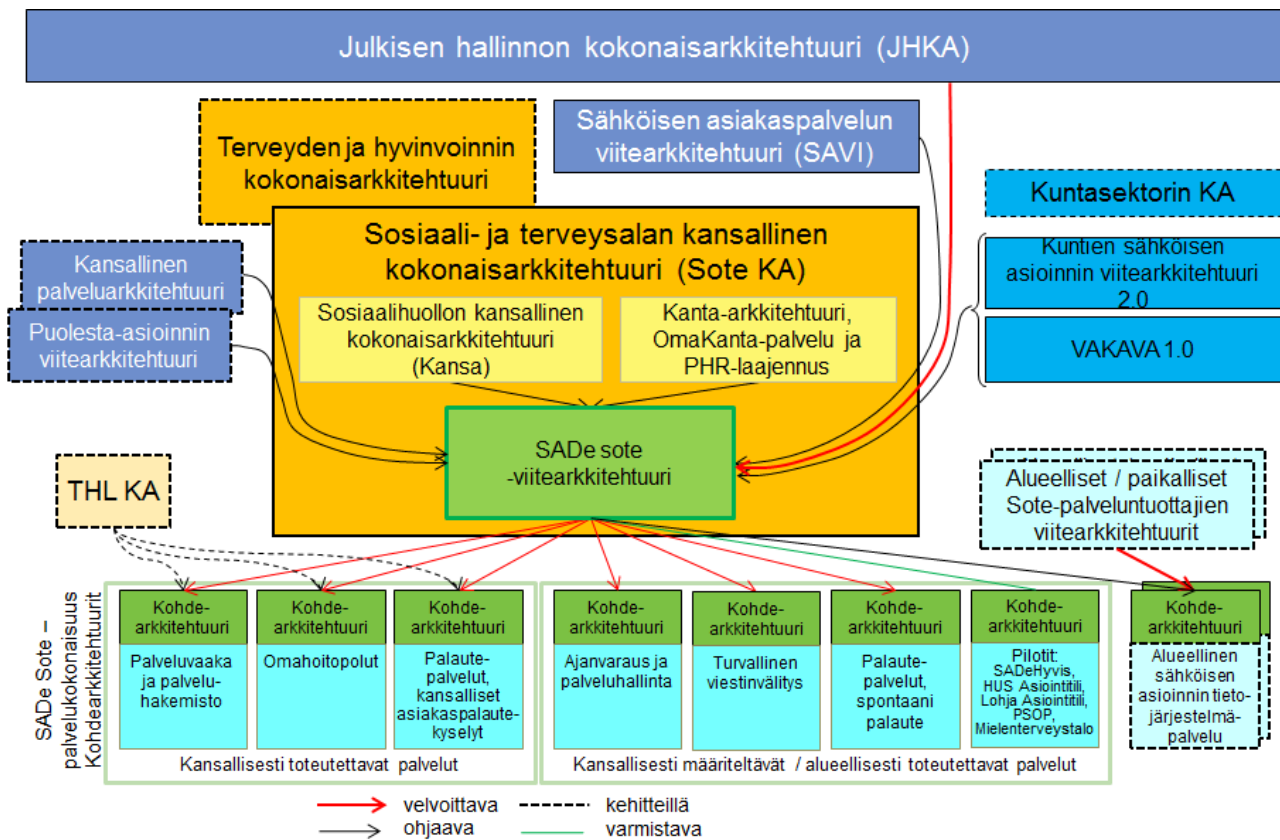 Julkisen hallinnon kokonaisarkkitehtuuri (JHKA)
Terveyden ja hyvinvoinnin
kokonaisarkkitehtuuri
Sähköisen asiakaspalvelun
viitearkkitehtuuri (SAVI)
Kuntasektorin KA
Kuntien sähköisen
asioinnin viitearkkitehtuuri
2.0
VAKAVA 1.0
Kansallinen
palveluarkkitehtuuri
Puolesta-asioinnin
viitearkkitehtuuri
Sosiaali- ja terveysalan kansallinen
kokonaisarkkitehtuuri (Sote KA)
Sosiaalihuollon kansallinen
kokonaisarkkitehtuuri
(Kansa)
Kanta-arkkitehtuuri,
OmaKanta-palvelu ja
PHR-laajennus
SADe sote
-viitearkkitehtuuri
THL KA
Alueelliset / paikalliset
Sote-palveluntuottajien
viitearkkitehtuurit
SADe Sote –
palvelukokonaisuus
Kohdearkkitehtuurit
Kohde-
arkkitehtuuri
Palveluvaaka
ja palvelu-
hakemisto
Kohde-
arkkitehtuuri
Omahoitopolut
Kohde-
arkkitehtuuri
Palaute-
palvelut,
kansalliset
asiakaspalaute-
kyselyt
Kansallisesti toteutettavat palvelut
Kohde-
arkkitehtuuri
Ajanvaraus ja
palveluhallinta
Kohde-
arkkitehtuuri
Turvallinen
viestinvälitys
Kohde-
arkkitehtuuri
Palaute-
palvelut,
spontaani
palaute
Kohde-
arkkitehtuuri
Pilotit:
SADeHyvis,
HUS Asiointitili,
Lohja Asiointitili,
PSOP,
Mielenterveystalo
Kansallisesti määriteltävät / alueellisesti toteutettavat palvelut
Kohde-
arkkitehtuuri
Alueellinen
sähköisen
asioinnin tieto-
järjestelmä-
palvelu
velvoittava
kehitteillä
ohjaava
varmistava